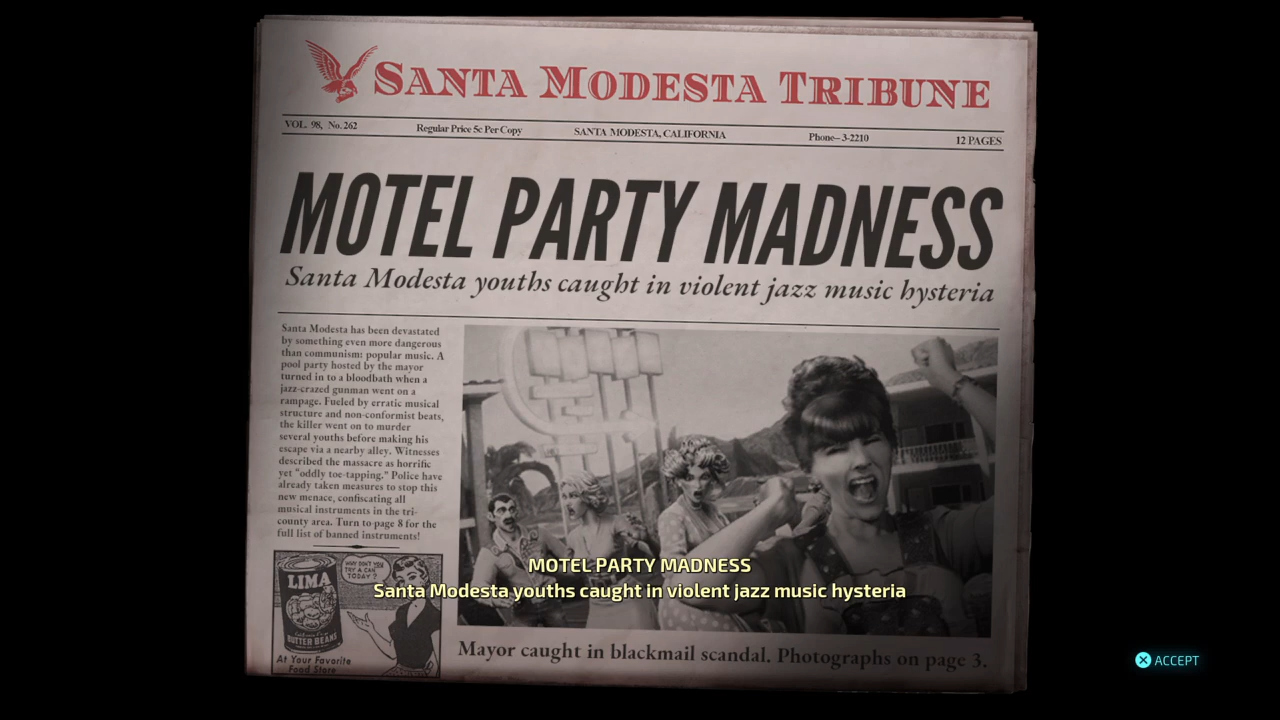 SANTA MODESTA TRIBUNE
VOL. 98, No. 262
Regular Price 5c Per Copy
SANTA MODESTA, CALIFORNIA
Phone– 3-2210
12 PAGES
MOTEL PARTY MADNESS
Santa Modesta youths caught in violent jazz music hysteria
Santa Modesta has been devastated
by something even more dangerous
than communism: popular music. A
pool party hosted by the mayor
turned in to a bloodbath when a
jazz-crazed gunman went on a
rampage. Fueled by erratic musical
structure and non-conformist beats,
the killer went on to murder
several youths before making his
escape via a nearby alley. Witnesses
described the massacre as horrific
yet "oddly toe-tapping." Police have
already taken measures to stop this
new menace, confiscating all
musical instruments in the tri-
county area. Turn to page 8 for the
full list of banned instruments!
WHY DON'T YOU
TRY A CAN
TODAY?
LIMA
BUTTER BEANS
At Your Favorite
Food Store
MOTEL PARTY MADNESS
Santa Modesta youths caught in violent jazz music hysteria
Mayor caught in blackmail scandal. Photographs on page 3.
ACCEPT